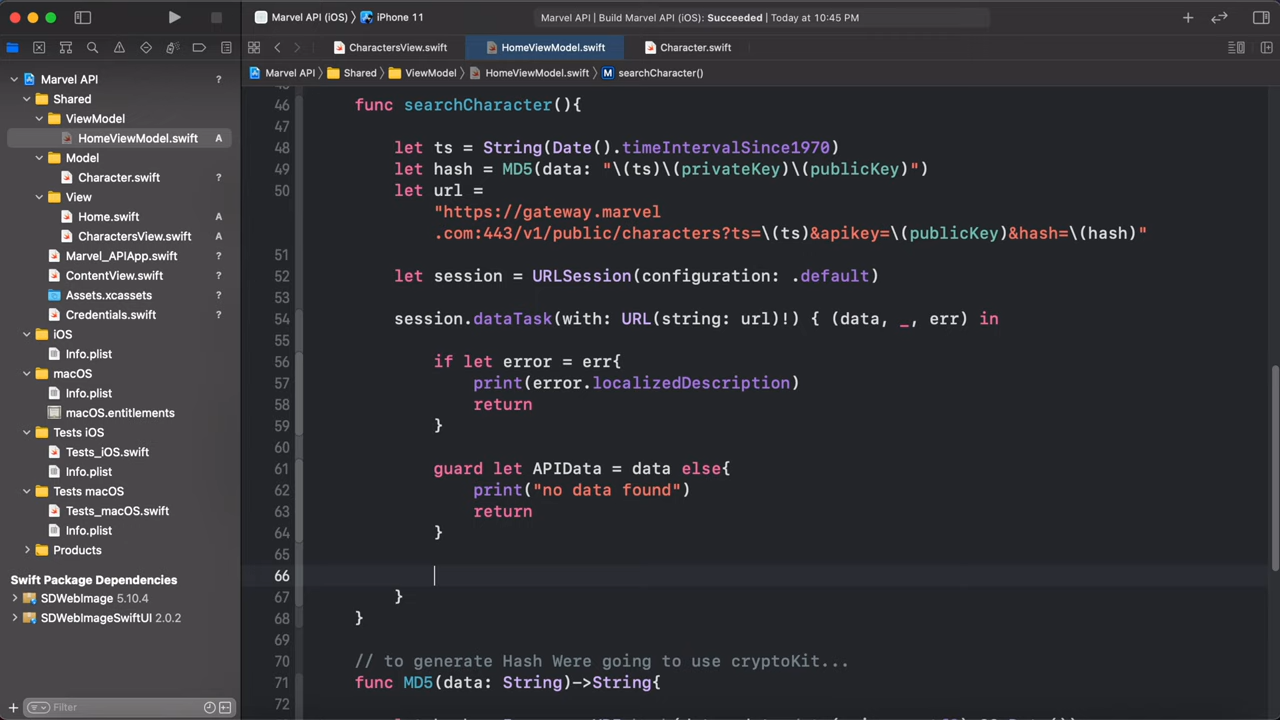 Marvel API (iOS) › iPhone 11
Marvel API | Build Marvel API (iOS): Succeeded | Today at 10:45 PM
CharactersView.swift
HomeViewModel.swift
Character.swift
Marvel API › Shared › ViewModel › HomeViewModel.swift › M searchCharacter()
Marvel API ?
Shared
ViewModel
HomeViewModel.swift A
Model
Character.swift ?
View
Home.swift A
CharactersView.swift A
Marvel_APIApp.swift ?
ContentView.swift ?
Assets.xcassets ?
Credentials.swift ?
iOS
Info.plist
macOS
Info.plist
macOS.entitlements
Tests iOS
Tests_iOS.swift
Info.plist
Tests macOS
Tests_macOS.swift
Info.plist
Products
Swift Package Dependencies
SDWebImage 5.10.4
SDWebImageSwiftUI 2.0.2
Filter
46 func searchCharacter(){
47
48 let ts = String(Date().timeIntervalSince1970)
49 let hash = MD5(data: "\(ts)\(privateKey)\(publicKey)")
50 let url =
"https://gateway.marvel
.com:443/v1/public/characters?ts=\(ts)&apikey=\(publicKey)&hash=\(hash)"
51
52 let session = URLSession(configuration: .default)
53
54 session.dataTask(with: URL(string: url)!) { (data, _, err) in
55
56 if let error = err{
57 print(error.localizedDescription)
58 return
59 }
60
61 guard let APIData = data else{
62 print("no data found")
63 return
64 }
65
66
67 }
68 }
69
70 // to generate Hash Were going to use cryptoKit...
71 func MD5(data: String)->String{
72